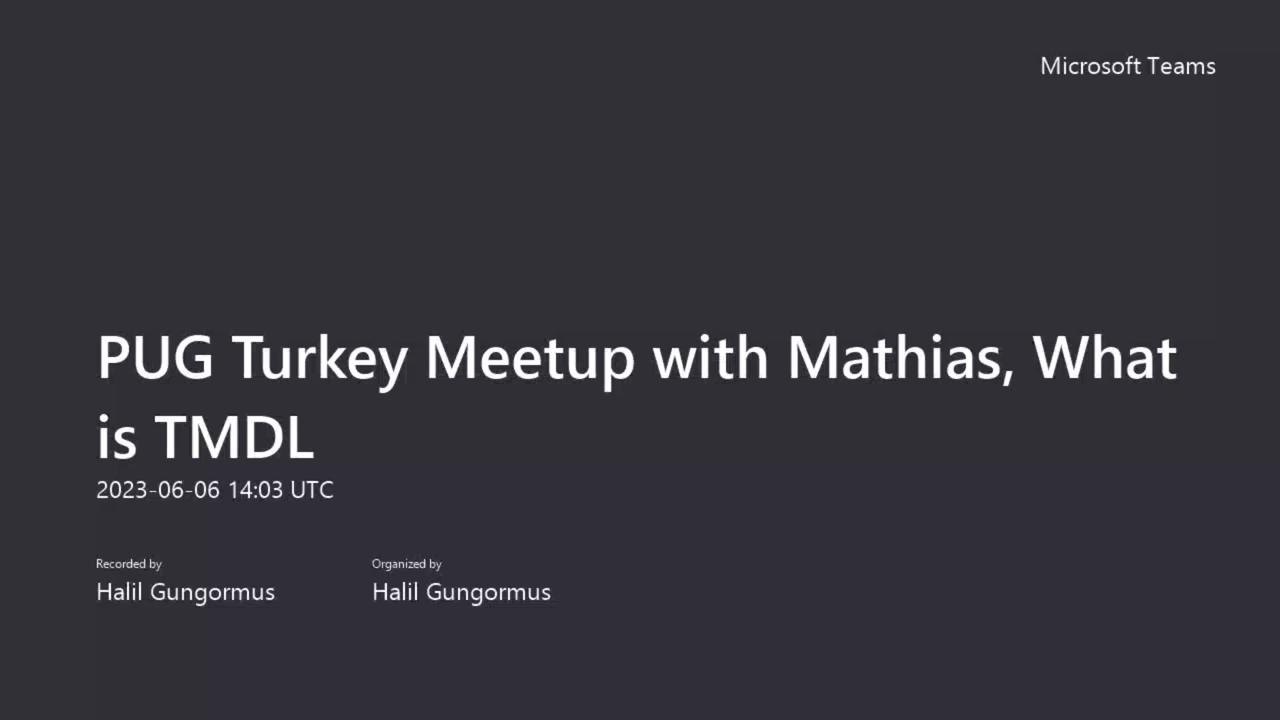 Microsoft Teams
PUG Turkey Meetup with Mathias, What
is TMDL
2023-06-06 14:03 UTC
Recorded by
Halil Gungormus
Organized by
Halil Gungormus